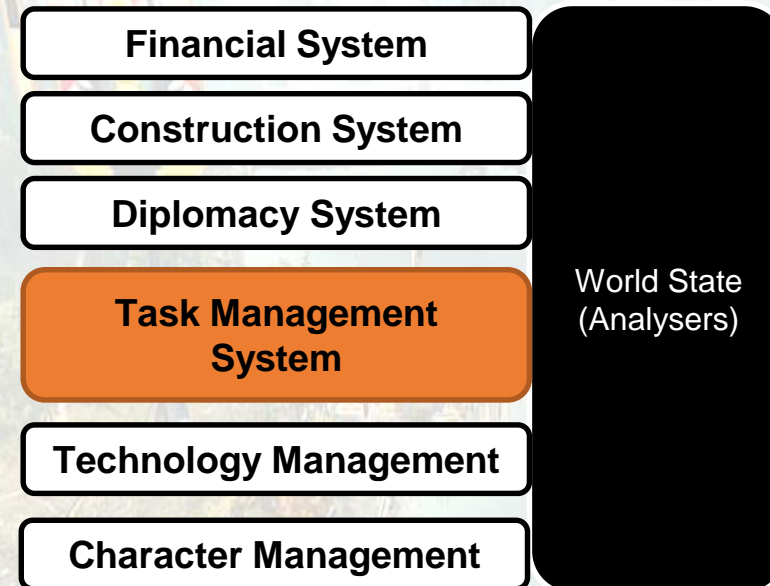 Financial System
Construction System
Diplomacy System
Task Management
System
Technology Management
Character Management
World State
(Analysers)